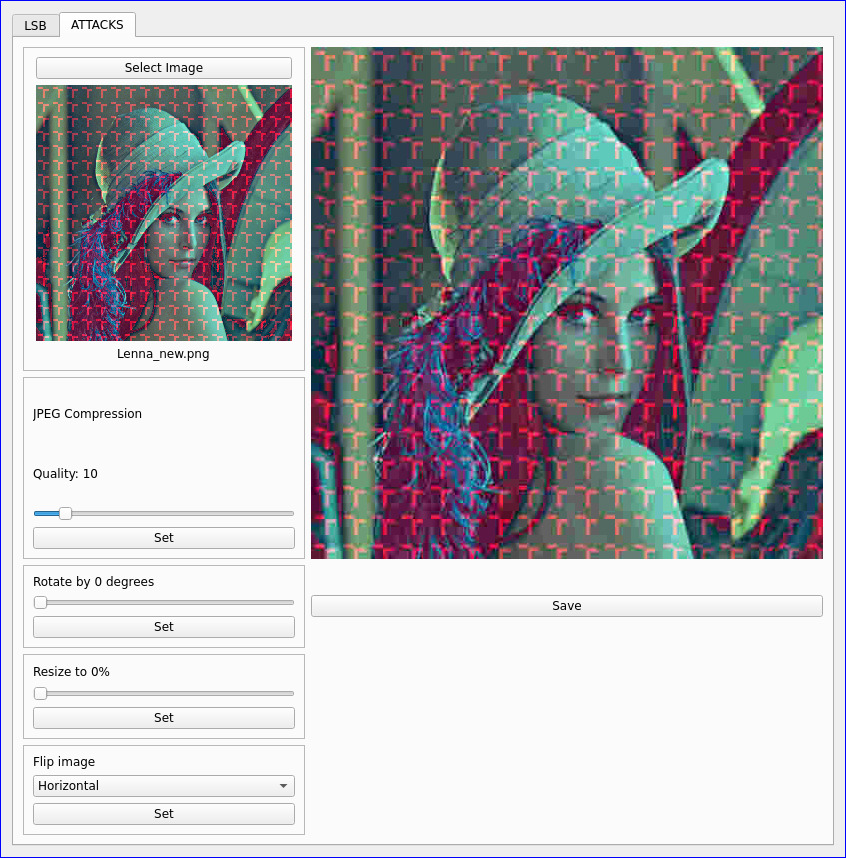 LSB
ATTACKS
Select Image
Lenna_new.png
JPEG Compression
Quality: 10
Set
Rotate by 0 degrees
Set
Resize to 0%
Set
Flip image
Horizontal
Set
Save